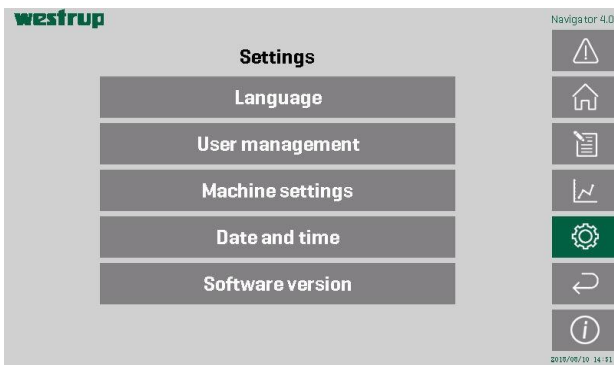 westrup
Navigator 4.0
Settings
Language
User management
Machine settings
Date and time
Software version